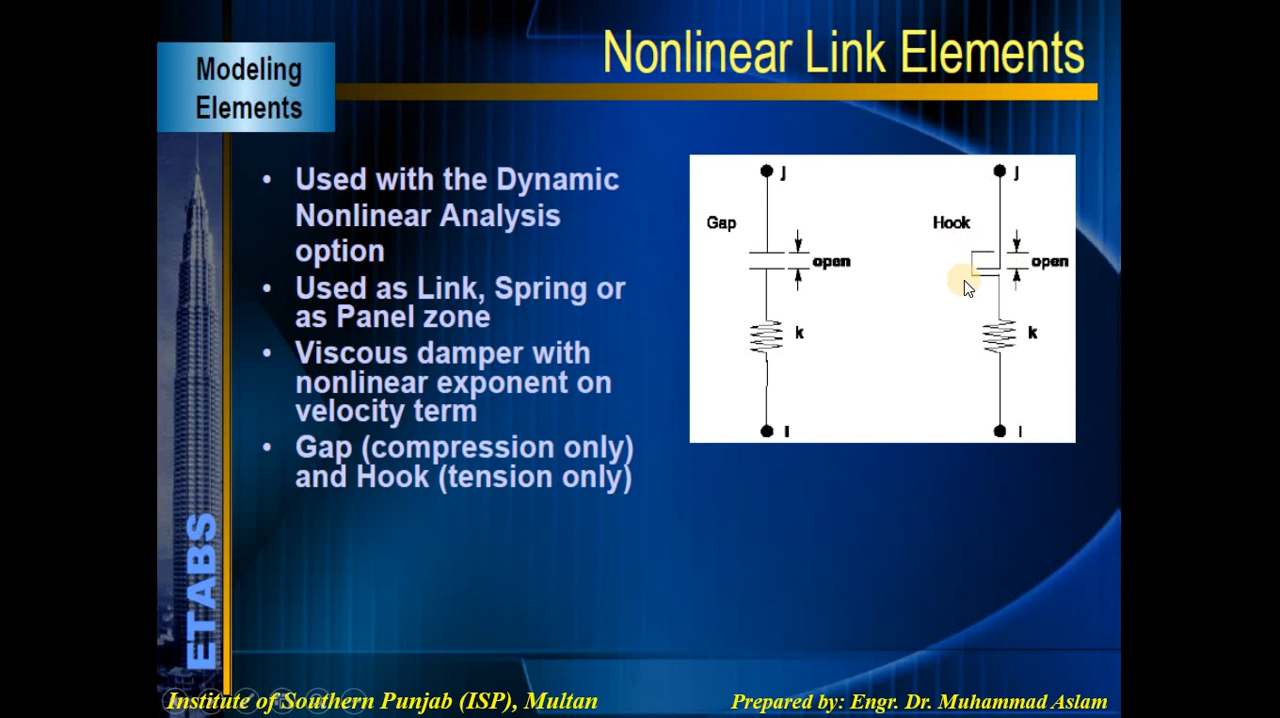 Nonlinear Link Elements
Modeling
Elements
• Used with the Dynamic
Nonlinear Analysis
option
• Used as Link, Spring or
as Panel zone
• Viscous damper with
nonlinear exponent on
velocity term
• Gap (compression only)
and Hook (tension only)
j
Gap
open
k
I
j
Hook
open
k
I
ETABS
Institute of Southern Punjab (ISP), Multan
Prepared by: Engr. Dr. Muhammad Aslam